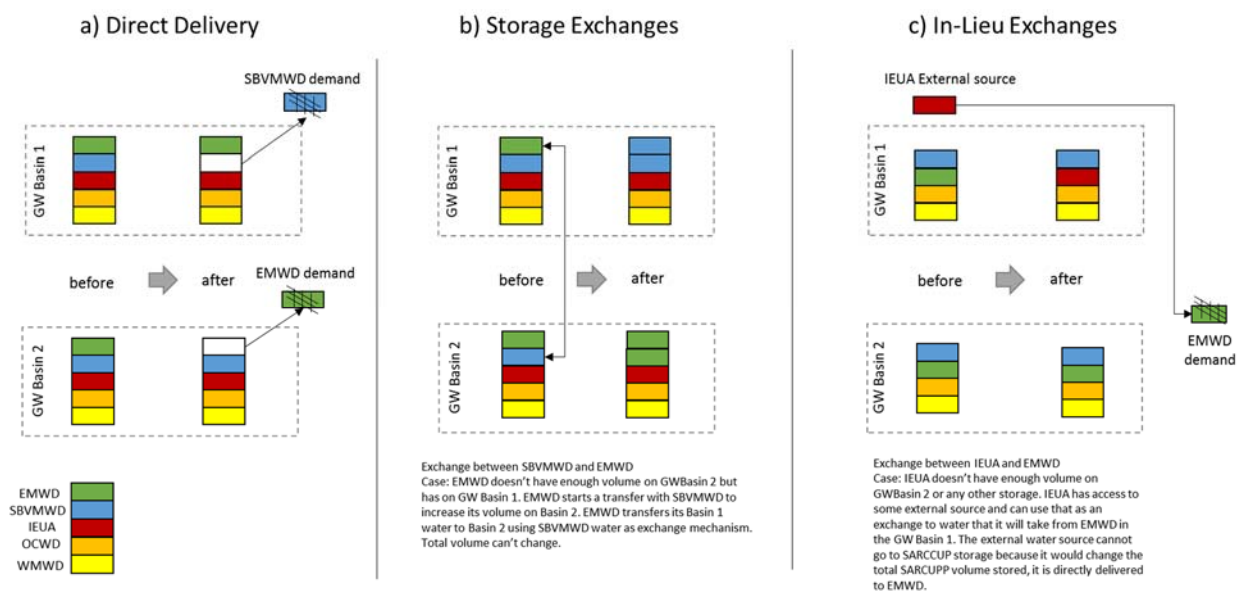 a) Direct Delivery
SBVMWD demand
GW Basin 1
before
after
EMWD demand
GW Basin 2
EMWD
SBVMWD
IEUA
OCWD
WMWD
b) Storage Exchanges
GW Basin 1
before
after
GW Basin 2
Exchange between SBVMWD and EMWD
Case: EMWD doesn't have enough volume on GWBasin 2 but
has on GW Basin 1. EMWD starts a transfer with SBVMWD to
increase its volume on Basin 2. EMWD transfers its Basin 1
water to Basin 2 using SBVMWD water as exchange mechanism.
Total volume can't change.
c) In-Lieu Exchanges
IEUA External source
GW Basin 1
before
after
EMWD
demand
GW Basin 2
Exchange between IEUA and EMWD
Case: IEUA doesn't have enough volume on
GWBasin 2 or any other storage. IEUA has access to
some external source and can use that as an
exchange to water that it will take from EMWD in
the GW Basin 1. The external water source cannot
go to SARCCUP storage because it would change the
total SARCUPP volume stored, it is directly delivered
to EMWD.